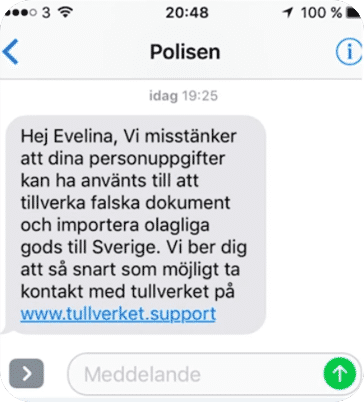 3 20:48 100 %
Polisen
idag 19:25
Hej Evelina, Vi misstänker
att dina personuppgifter
kan ha använts till att
tillverka falska dokument
och importera olagliga
gods till Sverige. Vi ber dig
att så snart som möjligt ta
kontakt med tullverket på
www.tullverket.support
Meddelande